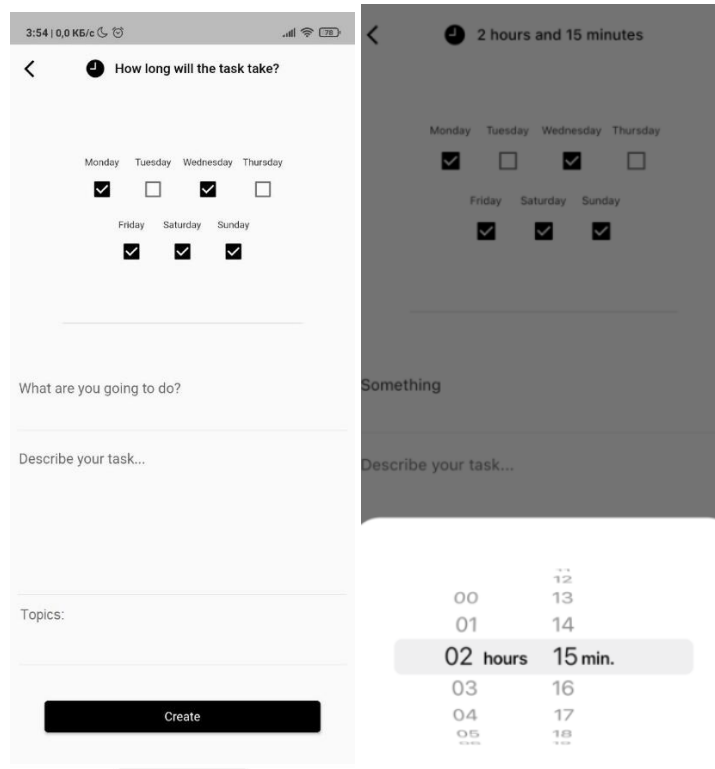 3:54 | 0,0 КБ/с
78
How long will the task take?
Monday Tuesday Wednesday Thursday
Friday Saturday Sunday
What are you going to do?
Describe your task...
Topics:
Create
2 hours and 15 minutes
Monday Tuesday Wednesday Thursday
Friday Saturday Sunday
Something
Describe your task...
12
00 13
01 14
02 hours 15 min.
03 16
04 17
05 18